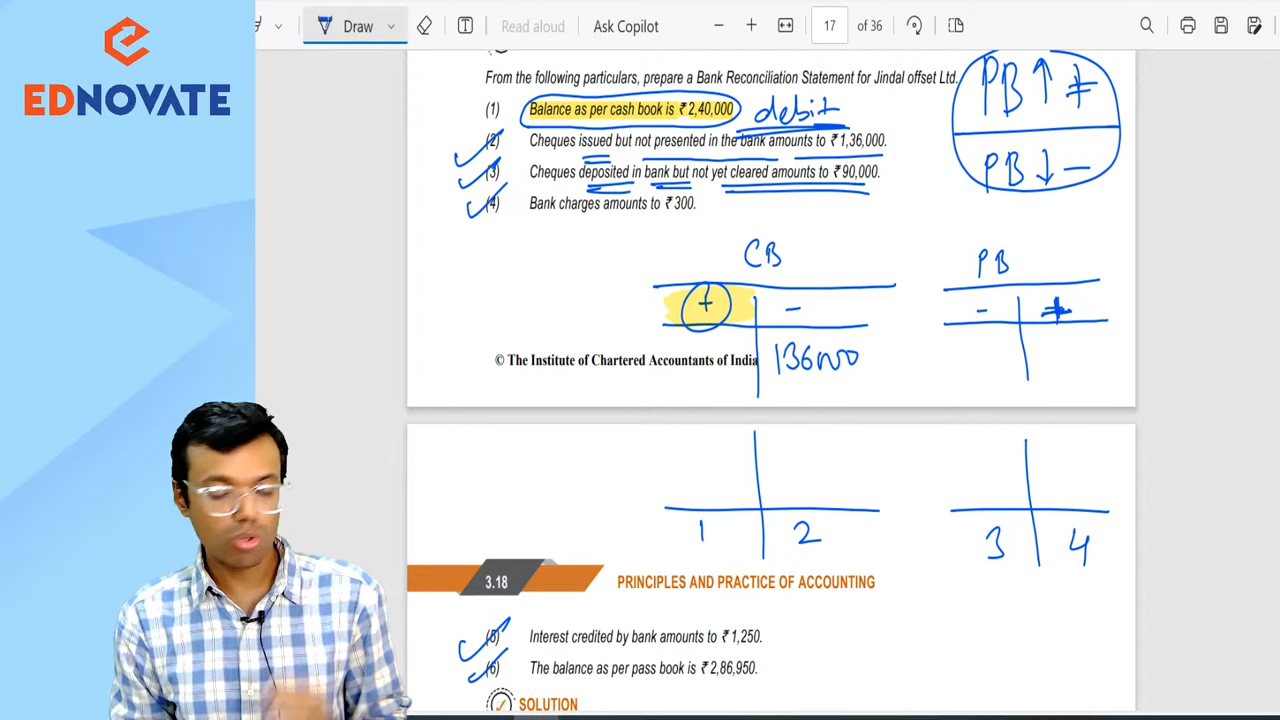 Draw
Read aloud
Ask Copilot
17 of 36
EDNOVATE
From the following particulars, prepare a Bank Reconciliation Statement for Jindal offset Ltd.
(1) Balance as per cash book is ₹ 2,40,000 debit
(2) Cheques issued but not presented in the bank amounts to ₹ 1,36,000.
(3) Cheques deposited in bank but not yet cleared amounts to ₹ 90,000.
(4) Bank charges amounts to ₹ 300.
PB ↑ +
PB ↓ −
CB
+ −
136000
PB
- +
© The Institute of Chartered Accountants of India
1 2
3 4
3.18 PRINCIPLES AND PRACTICE OF ACCOUNTING
(5) Interest credited by bank amounts to ₹ 1,250.
(6) The balance as per pass book is ₹ 2,86,950.
SOLUTION